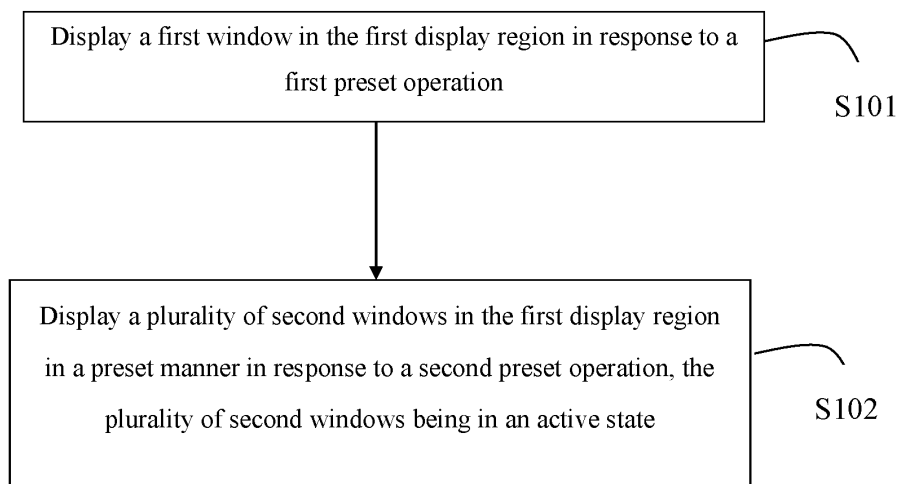 Display a first window in the first display region in response to a
first preset operation
S101
Display a plurality of second windows in the first display region
in a preset manner in response to a second preset operation, the
plurality of second windows being in an active state
S102